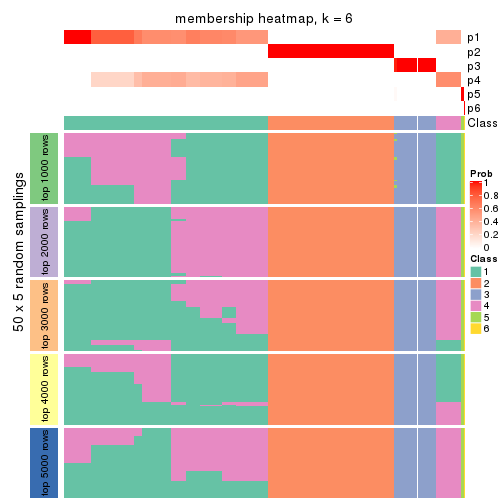 membership heatmap, k = 6
p1
p2
p3
p4
p5
p6
Class
50 x 5 random samplings
top 1000 rows
top 2000 rows
top 3000 rows
top 4000 rows
top 5000 rows
Prob
1
0.8
0.6
0.4
0.2
0
Class
1
2
3
4
5
6